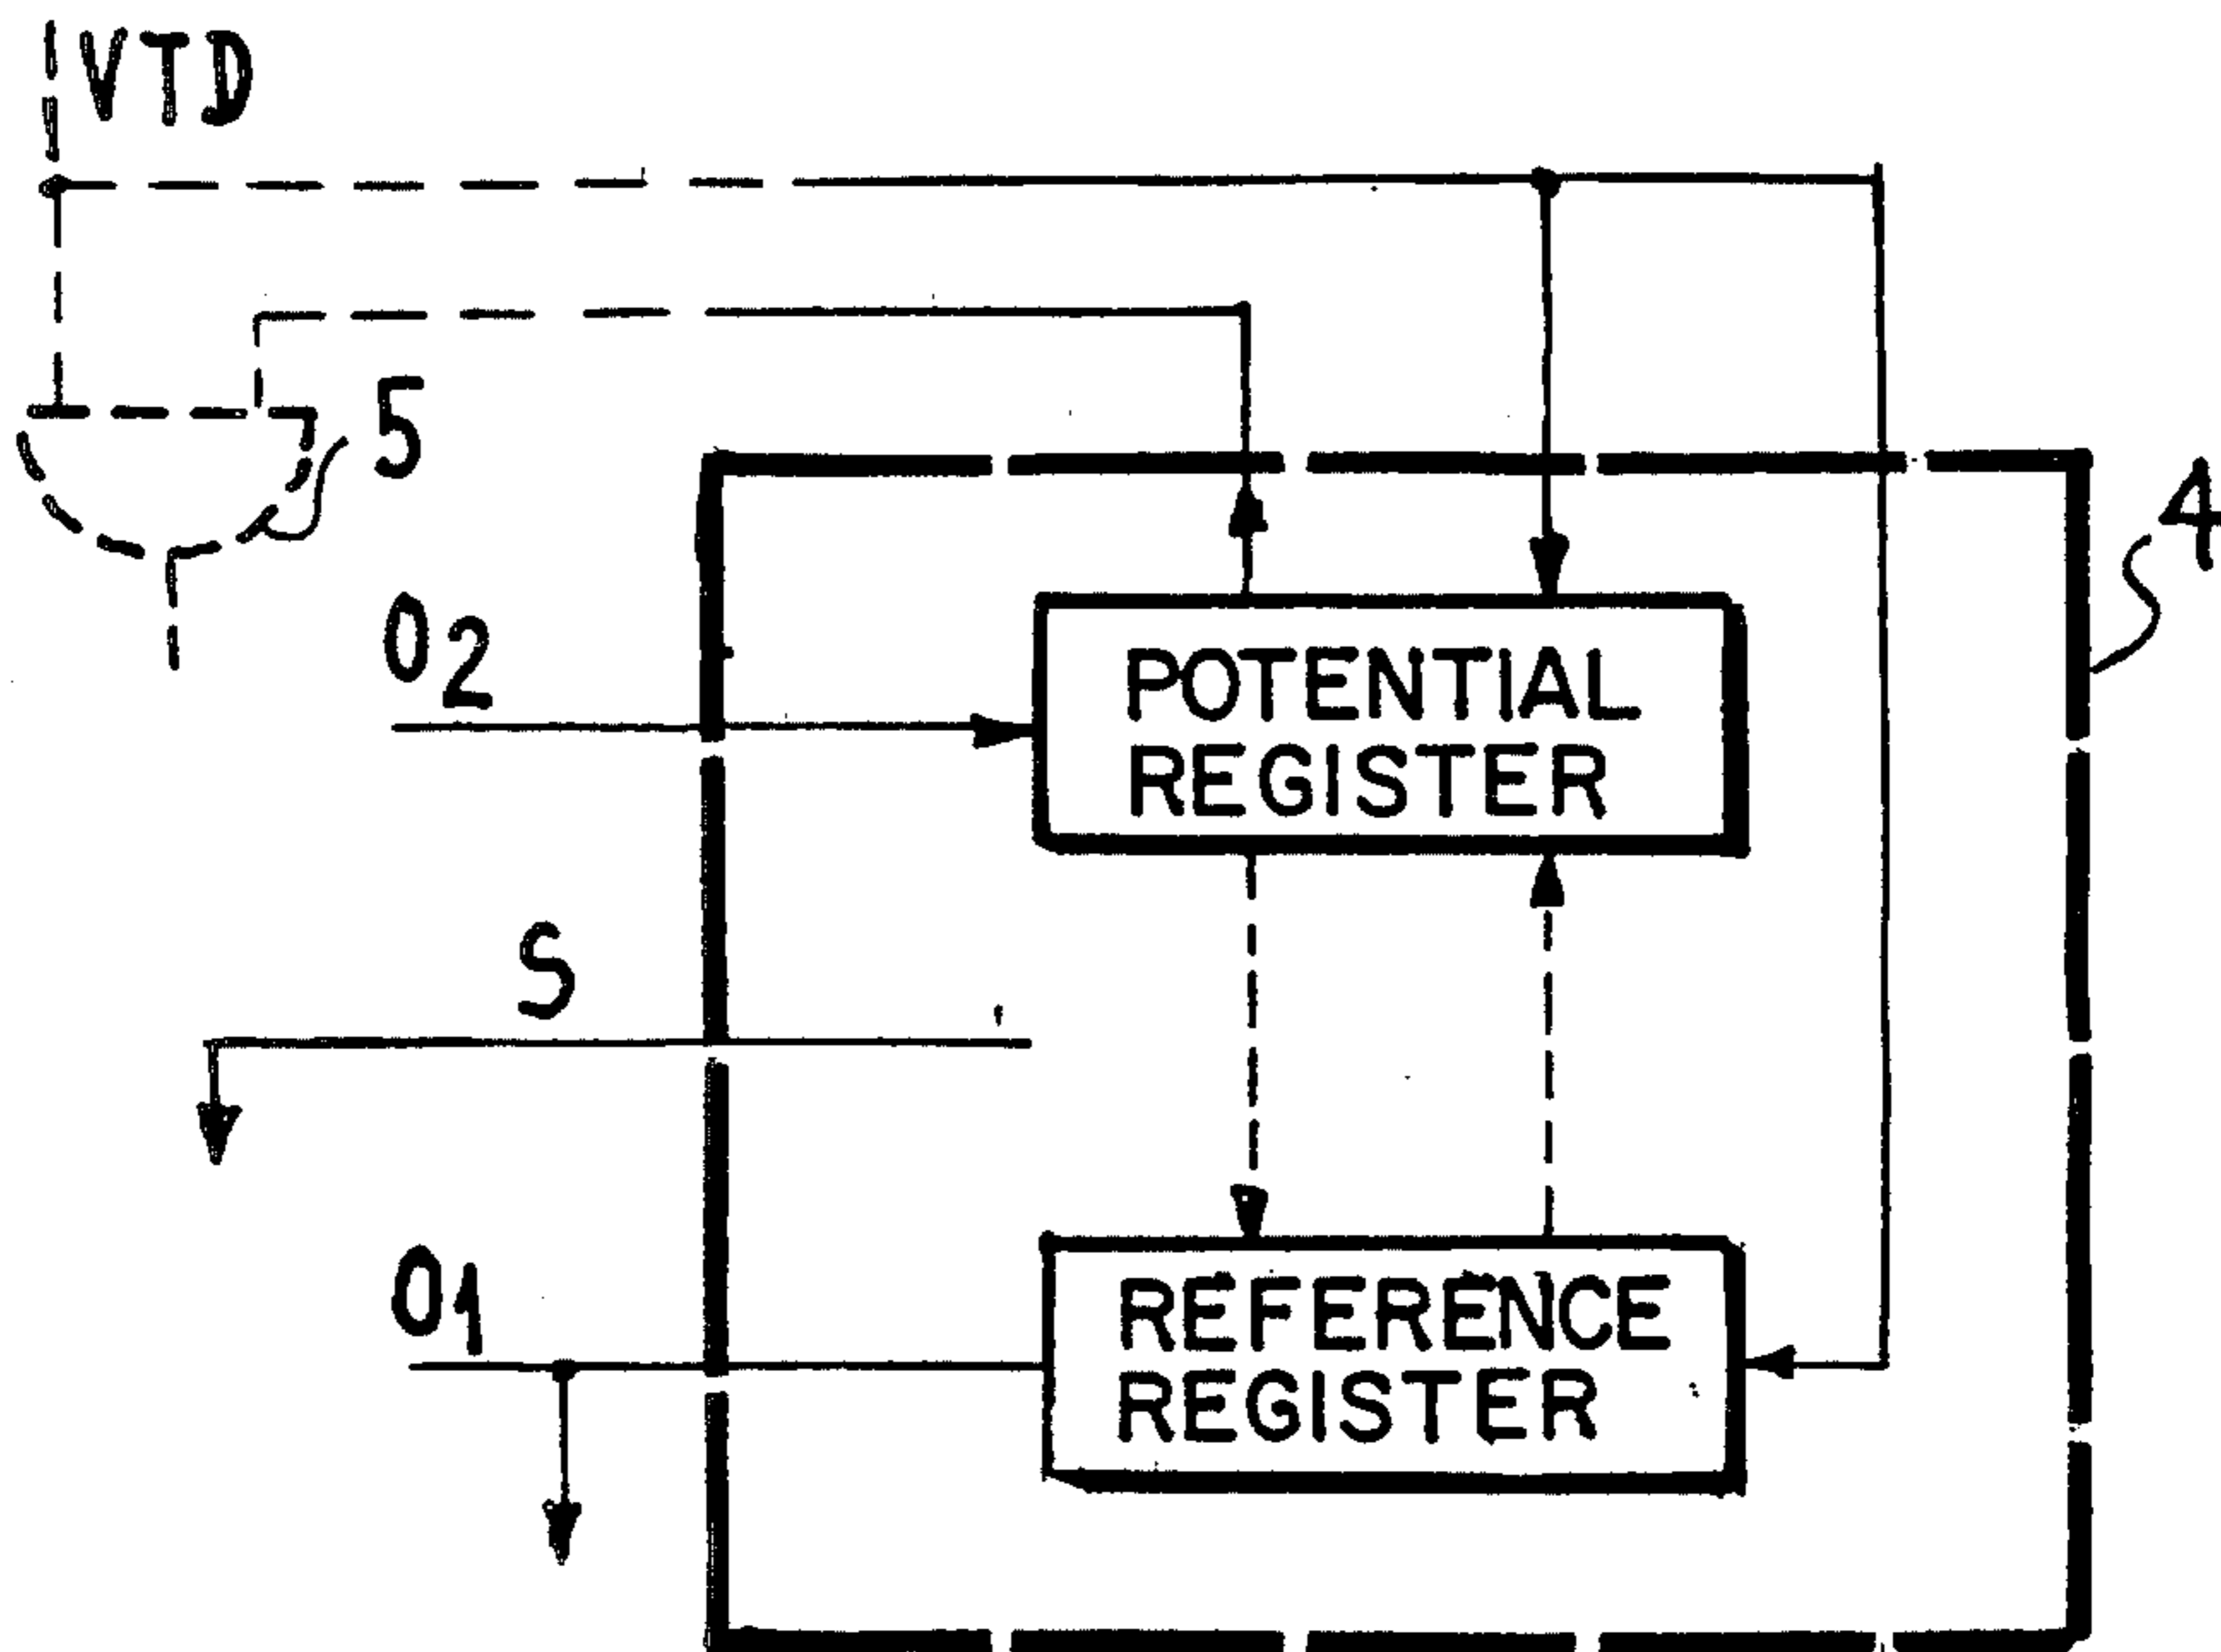 VTD
5
4
O2
POTENTIAL
REGISTER
S
O1
REFERENCE
REGISTER